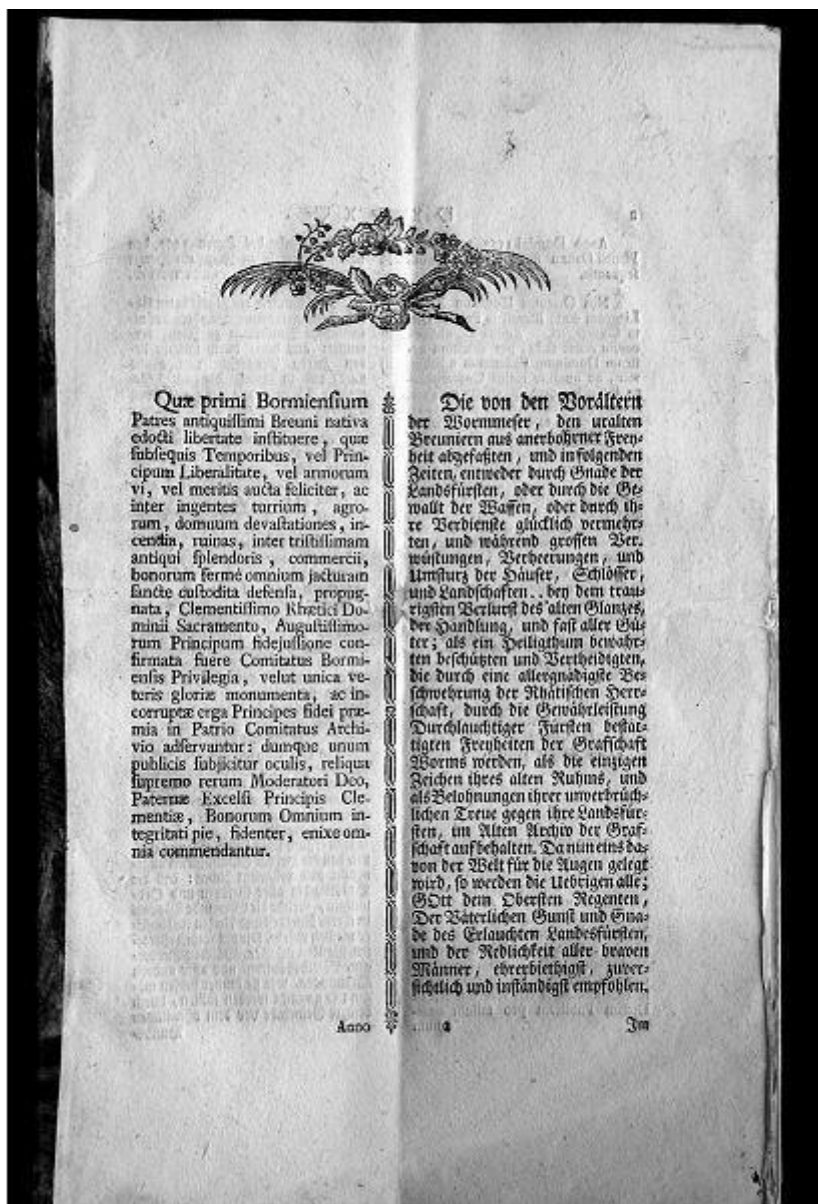 Quæ primi Bormiensium
Patres antiquissimi Breuni nativa
edocti libertate instituere, quæ
subsequis Temporibus, vel Prin-
cipum Liberalitate, vel armorum
vi, vel meritis aucta feliciter, ac
inter ingentes turrium, agro-
rum, domuum devastationes, in-
cendia, ruinas, inter tristissimam
antiqui splendoris, commercii,
bonorum fermé omnium jacturam
sancte custodita defensa, propug-
nata, Clementissimo Rhætici Do-
minii Sacramento, Augustissimo-
rum Principum fidejussione con-
firmata fuere Comitatus Bormi-
ensis Privilegia, velut unica ve-
teris gloriæ monumenta, ac in-
corruptæ erga Principes fidei præ-
mia in Patrio Comitatus Archi-
vio adservantur: dumque unum
publicis subjicitur oculis, reliqua
supremo rerum Moderatori Deo,
Paternæ Excelsi Principis Cle-
mentiæ, Bonorum Omnium in-
tegritati pie, fidenter, enixe om-
nia commendantur.
Anno
Die von den Vorältern
der Wormmeser, den uralten
Breuniern aus anerbohrner Frey-
heit abgefaßten, und in folgenden
Zeiten, entweder durch Gnade der
Landsfürsten, oder durch die Ge-
wallt der Waffen, oder durch ih-
re Verdienste glücklich vermehr-
ten, und während grossen Ver-
wüstungen, Verheerungen, und
Umsturz der Häuser, Schlösser,
und Landschaften.. bey dem trau-
rigsten Verlurst des alten Glanzes,
der Handlung, und fast aller Gü-
ter; als ein Heiligthum bewahr-
ten beschützten und Vertheidigten,
die durch eine allergnädigste Be-
schwehrung der Rhätischen Herr-
schaft, durch die Gewährleistung
Durchlauchtiger Fürsten bestät-
tigten Freyheiten der Grafschaft
Worms werden, als die einzigen
Zeichen ihres alten Ruhms, und
als Belohnungen ihrer unverbrüch-
lichen Treue gegen ihre Landsfür-
sten, im Alten Archiv der Graf-
schaft aufbehalten. Da nun eins da-
von der Welt für die Augen gelegt
wird, so werden die Uebrigen alle;
GOtt dem Obersten Regenten,
Der Väterlichen Gunst und Gna-
de des Erlauchten Landesfürsten,
und der Redlichkeit aller braven
Männer, ehrerbiethigst, zuver-
sichtlich und inständigst empfohlen.
Im